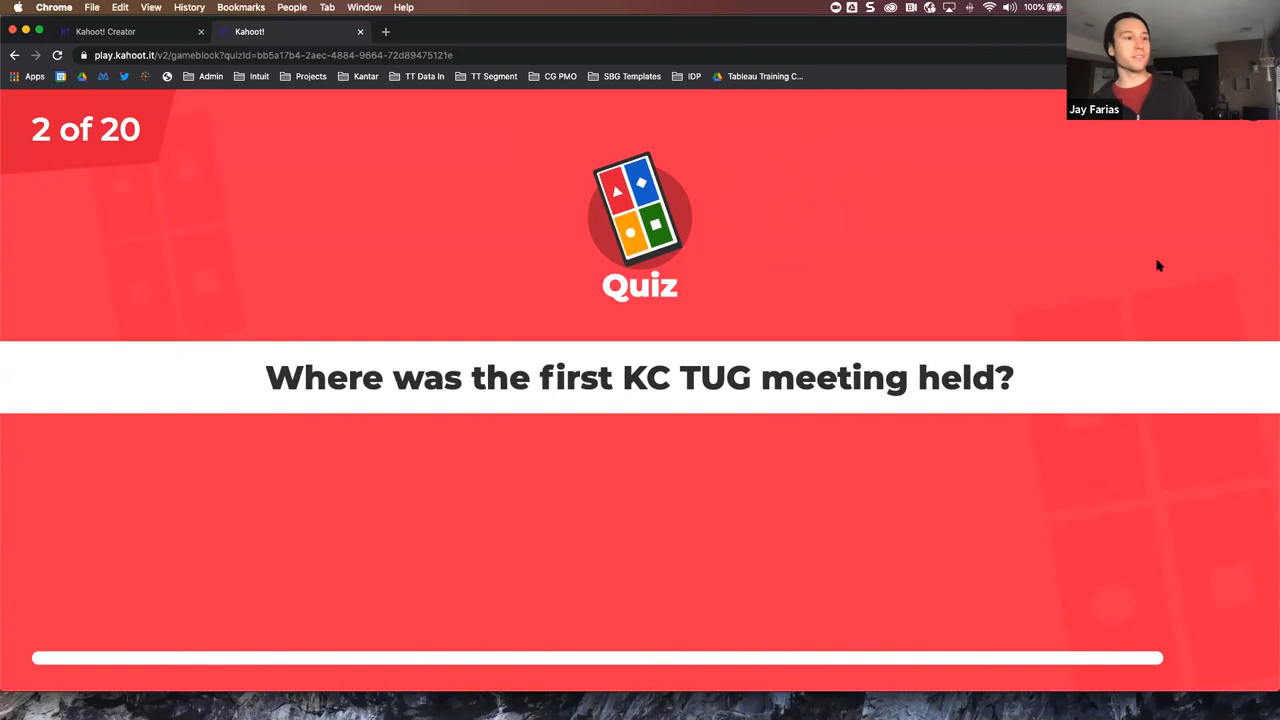 Chrome File Edit View History Bookmarks People Tab Window Help 100%
Kahoot! Creator Kahoot!
play.kahoot.it/v2/gameblock?quizId=bb5a17b4-2aec-4884-9664-72d89475121e
Apps Admin Intuit Projects Kantar TT Data In TT Segment CG PMO SBG Templates IDP Tableau Training C...
Jay Farias
2 of 20
Quiz
Where was the first KC TUG meeting held?